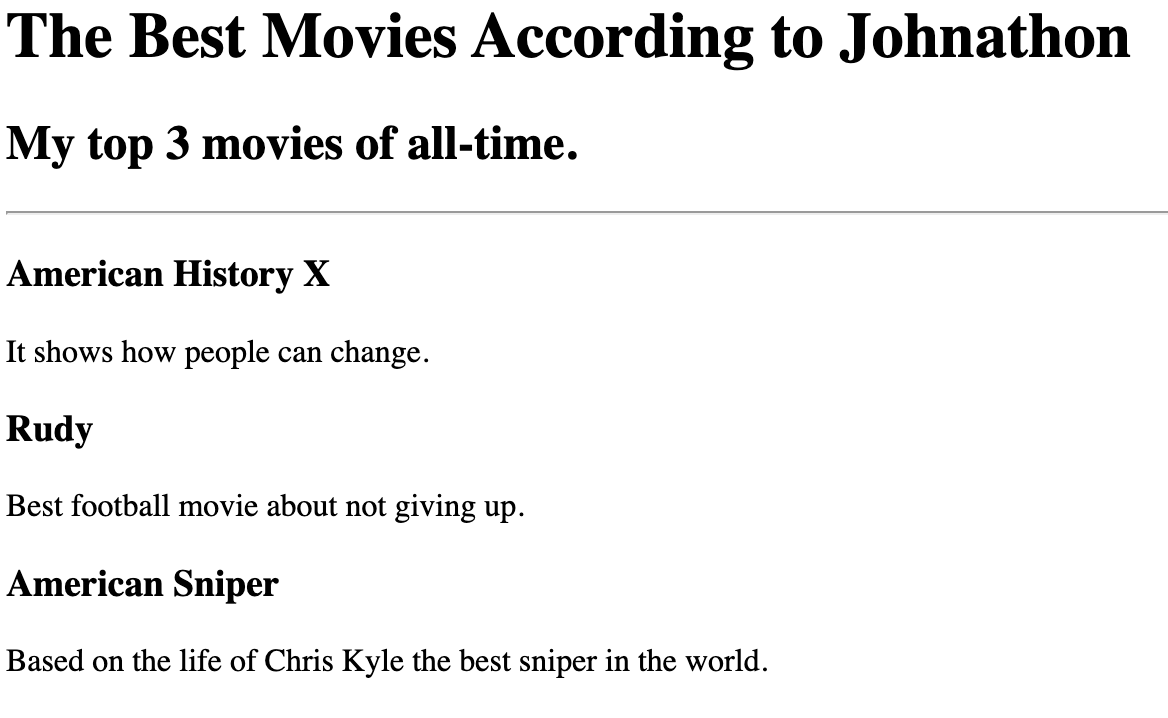 The Best Movies According to Johnathon
My top 3 movies of all-time.
American History X
It shows how people can change.
Rudy
Best football movie about not giving up.
American Sniper
Based on the life of Chris Kyle the best sniper in the world.